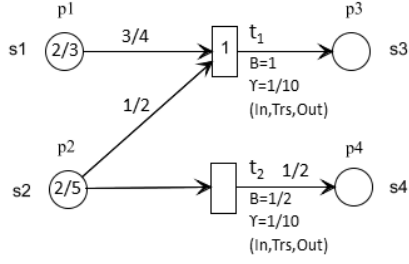 p1
s1
2/3
3/4
1
t1
B=1
ϒ=1/10
(In,Trs,Out)
p3
s3
1/2
p2
s2
2/5
t2
1/2
B=1/2
ϒ=1/10
(In,Trs,Out)
p4
s4